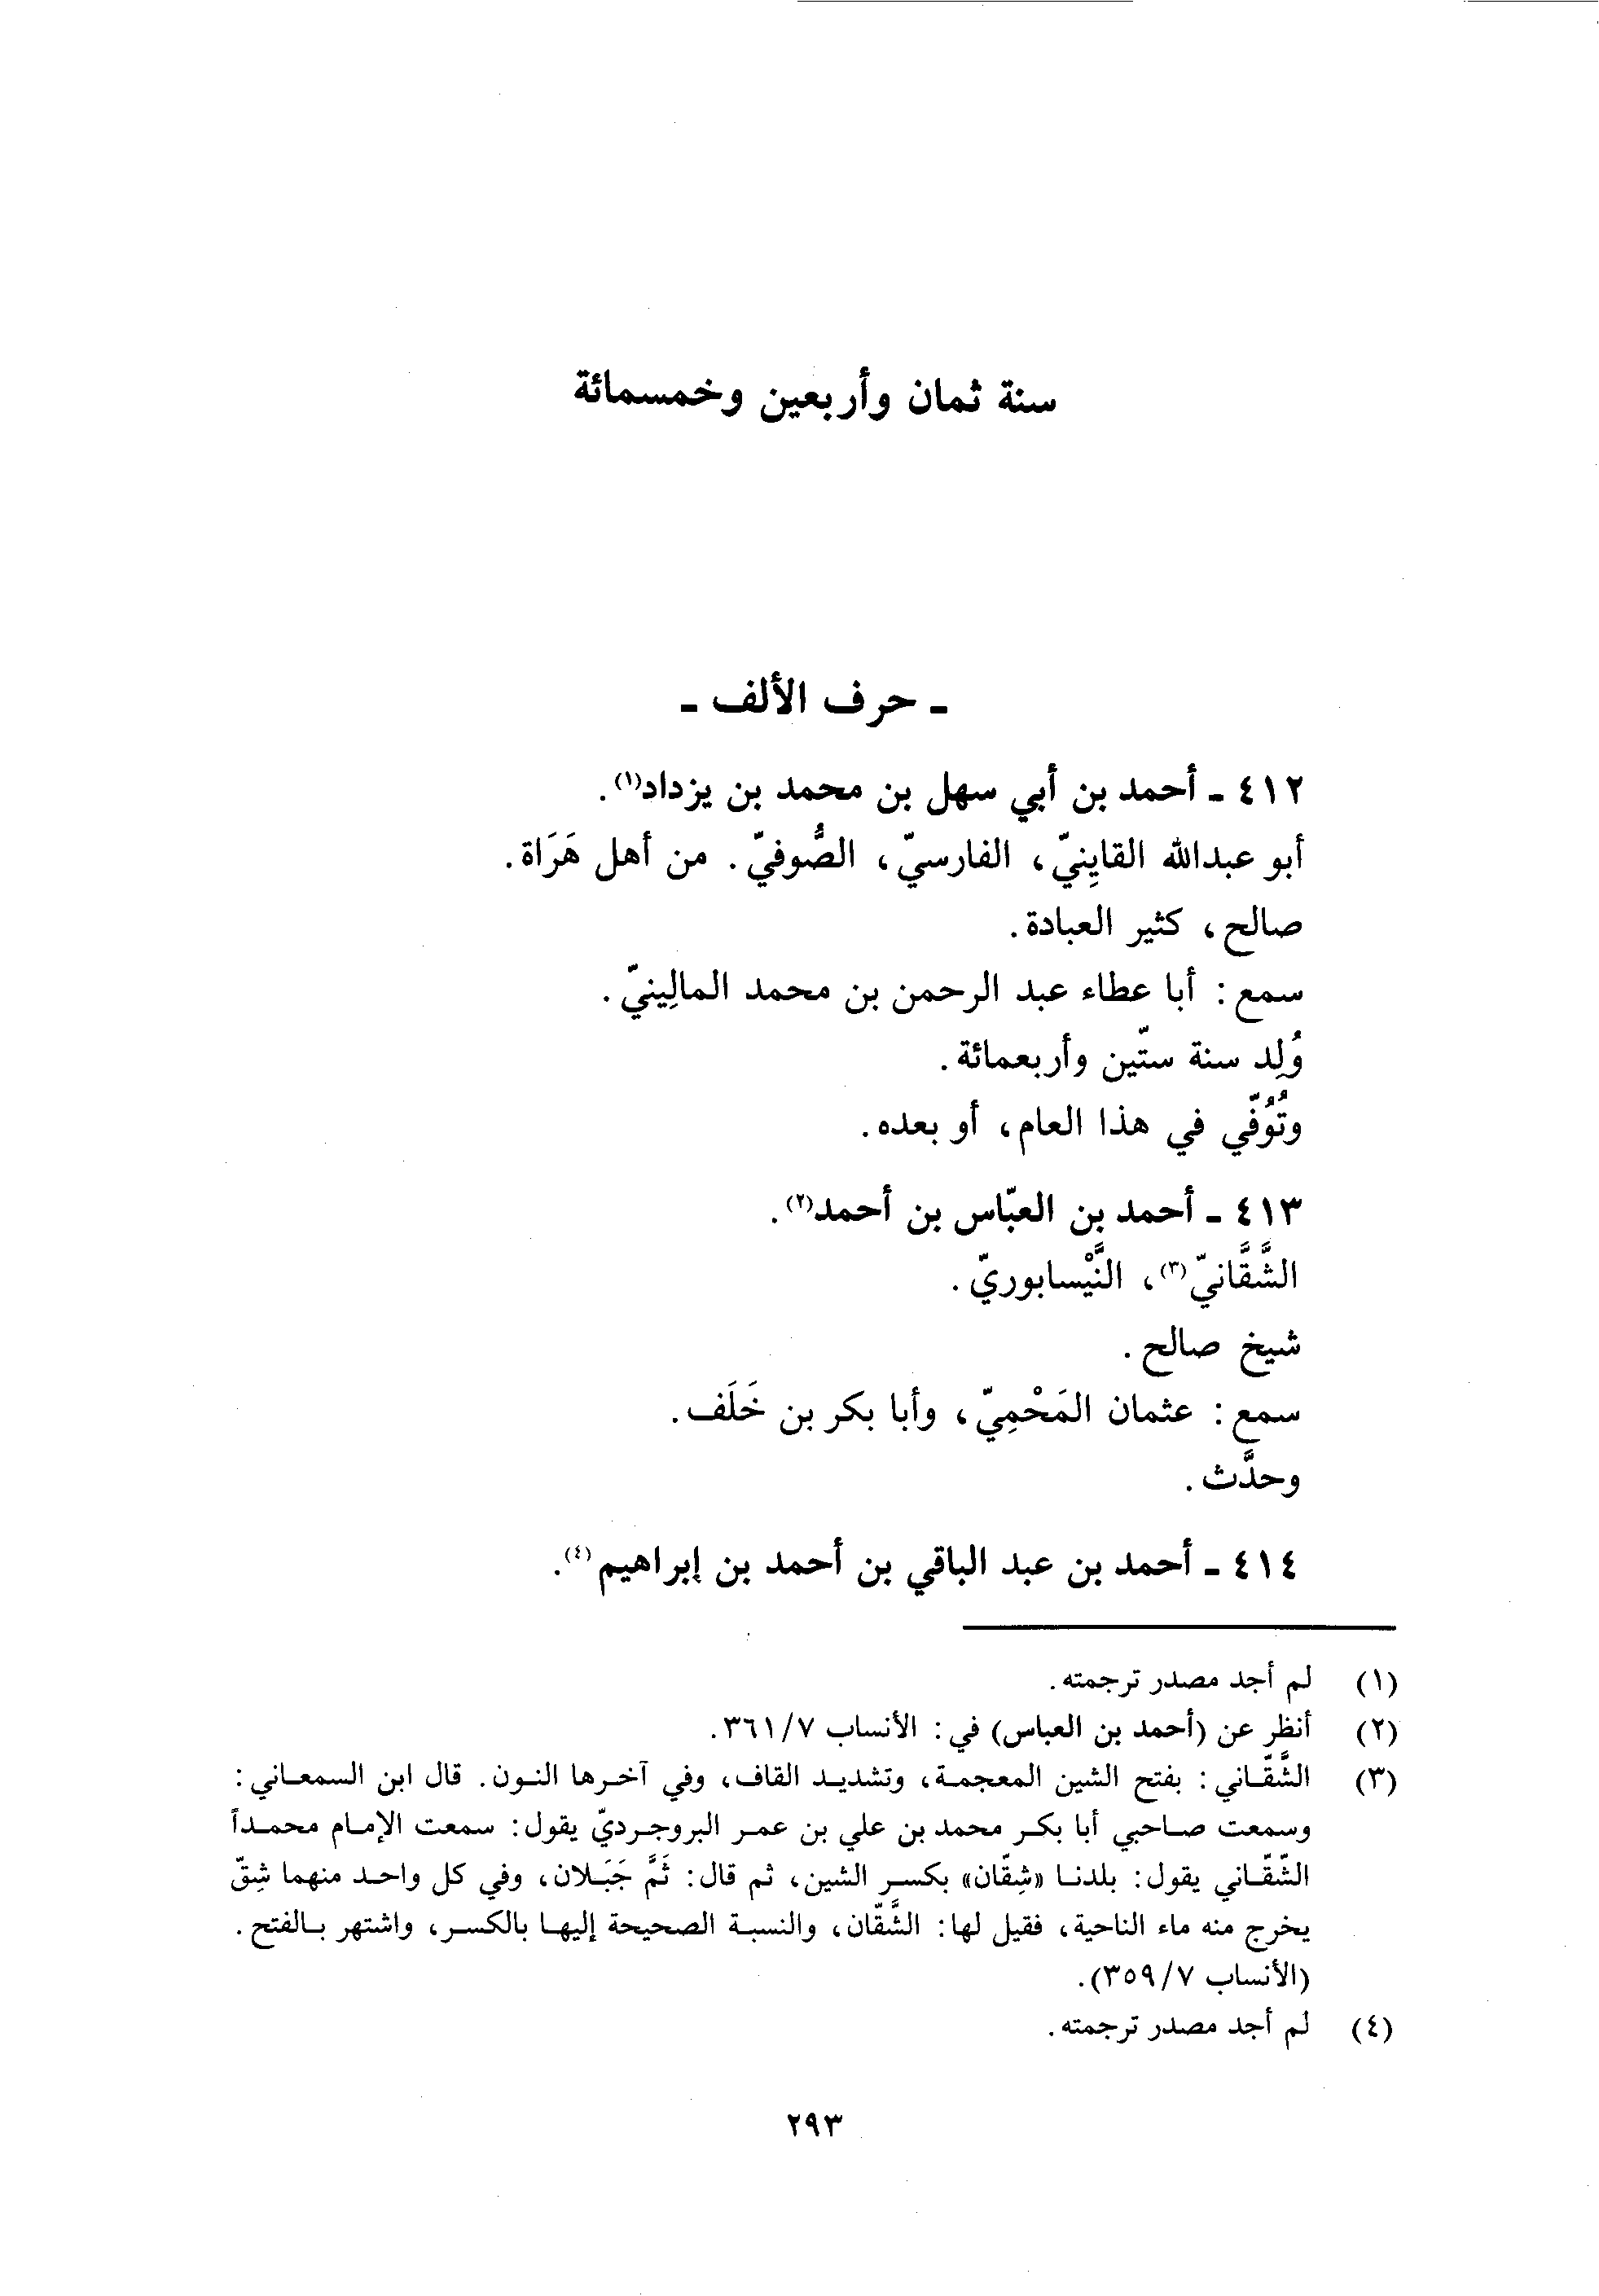 سنة ثمان وأربعين وخمسمائة
ـ حرف الألف ـ
٤١٢ ـ أحمد بن أبي سهل بن محمد بن يزداد(١).
أبو عبدالله القايِنيّ، الفارسيّ، الصُّوفيّ. من أهل هَرَاة.
صالح، كثير العبادة.
سمع: أبا عطاء عبد الرحمن بن محمد المالِينيّ.
وُلِد سنة ستّين وأربعمائة.
وتُوُفّي في هذا العام، أو بعده.
٤١٣ ـ أحمد بن العبّاس بن أحمد(٢).
الشَّقَّانيّ(٣)، النَّيْسابوريّ.
شيخ صالح.
سمع: عثمان المَحْمِيّ، وأبا بكر بن خَلَف.
وحدَّث.
٤١٤ ـ أحمد بن عبد الباقي بن أحمد بن إبراهيم(٤).
(١) لم أجد مصدر ترجمته.
(٢) أنظر عن (أحمد بن العباس) في: الأنساب ٧/٣٦١.
(٣) الشَّقّاني: بفتح الشين المعجمة، وتشديد القاف، وفي آخرها النون. قال ابن السمعاني:
وسمعت صاحبي أبا بكر محمد بن علي بن عمر البروجرديّ يقول: سمعت الإمام محمداً
الشّقّاني يقول: بلدنا «شِقّان» بكسر الشين، ثم قال: ثَمَّ جَبَلان، وفي كل واحد منهما شِقّ
يخرج منه ماء الناحية، فقيل لها: الشَّقّان، والنسبة الصحيحة إليها بالكسر، واشتهر بالفتح.
(الأنساب ٧/٣٥٩).
(٤) لم أجد مصدر ترجمته.
٢٩٣